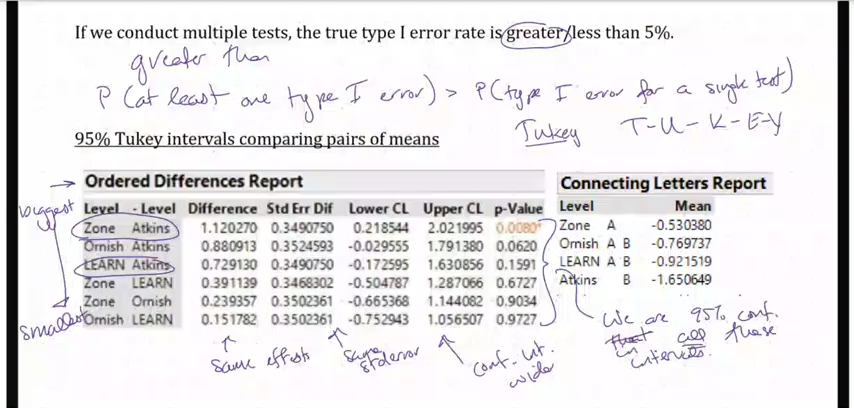 If we conduct multiple tests, the true type I error rate is greater/less than 5%.
greater than
P (at least one type I error) > P(type I error for a single test)
Tukey T-U-K-E-Y
95% Tukey intervals comparing pairs of means
Ordered Differences Report
biggest
Level - Level Difference Std Err Dif Lower CL Upper CL p-Value
Zone Atkins 1.120270 0.3490750 0.218544 2.021995 0.0080*
Ornish Atkins 0.880913 0.3524593 -0.029555 1.791380 0.0620
LEARN Atkins 0.729130 0.3490750 -0.172595 1.630856 0.1591
Zone LEARN 0.391139 0.3468302 -0.504787 1.287066 0.6727
Zone Ornish 0.239357 0.3502361 -0.665368 1.144082 0.9034
Ornish LEARN 0.151782 0.3502361 -0.752943 1.056507 0.9727
smallest
same effects
same std error
conf. int. wider
Connecting Letters Report
Level Mean
Zone A -0.530380
Ornish A B -0.769737
LEARN A B -0.921519
Atkins B -1.650649
We are 95% conf.
in all these
intervals.